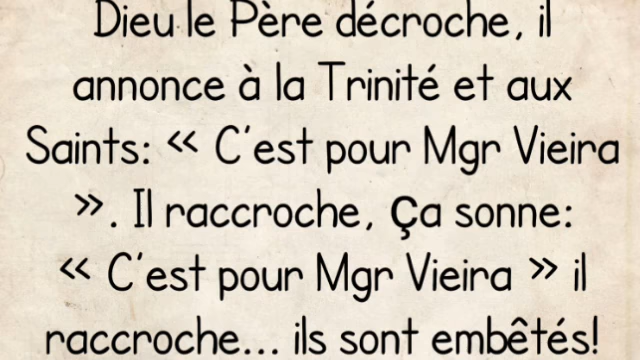 Dieu le Père décroche, il
annonce à la Trinité et aux
Saints: « C'est pour Mgr Vieira
». Il raccroche, Ça sonne:
« C'est pour Mgr Vieira » il
raccroche... ils sont embêtés!